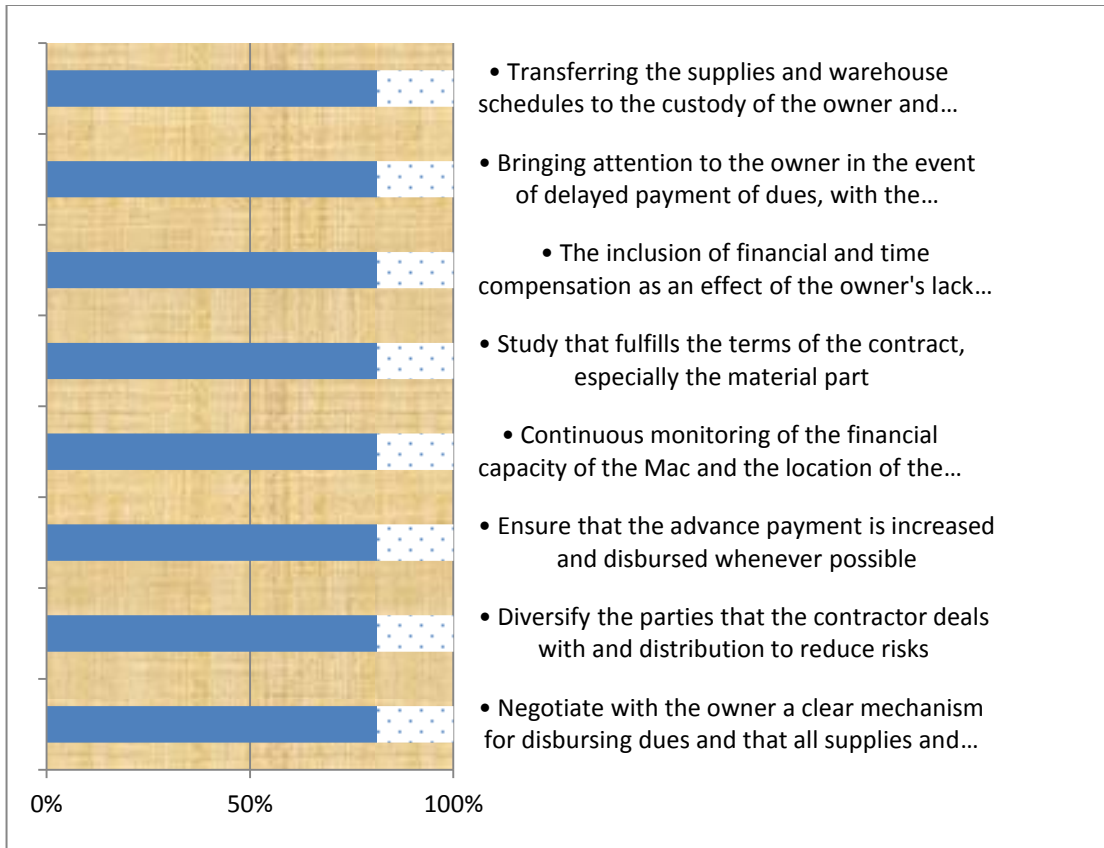 • Transferring the supplies and warehouse
schedules to the custody of the owner and…
• Bringing attention to the owner in the event
of delayed payment of dues, with the…
• The inclusion of financial and time
compensation as an effect of the owner's lack…
• Study that fulfills the terms of the contract,
especially the material part
• Continuous monitoring of the financial
capacity of the Mac and the location of the…
• Ensure that the advance payment is increased
and disbursed whenever possible
• Diversify the parties that the contractor deals
with and distribution to reduce risks
• Negotiate with the owner a clear mechanism
for disbursing dues and that all supplies and…
0% 50% 100%